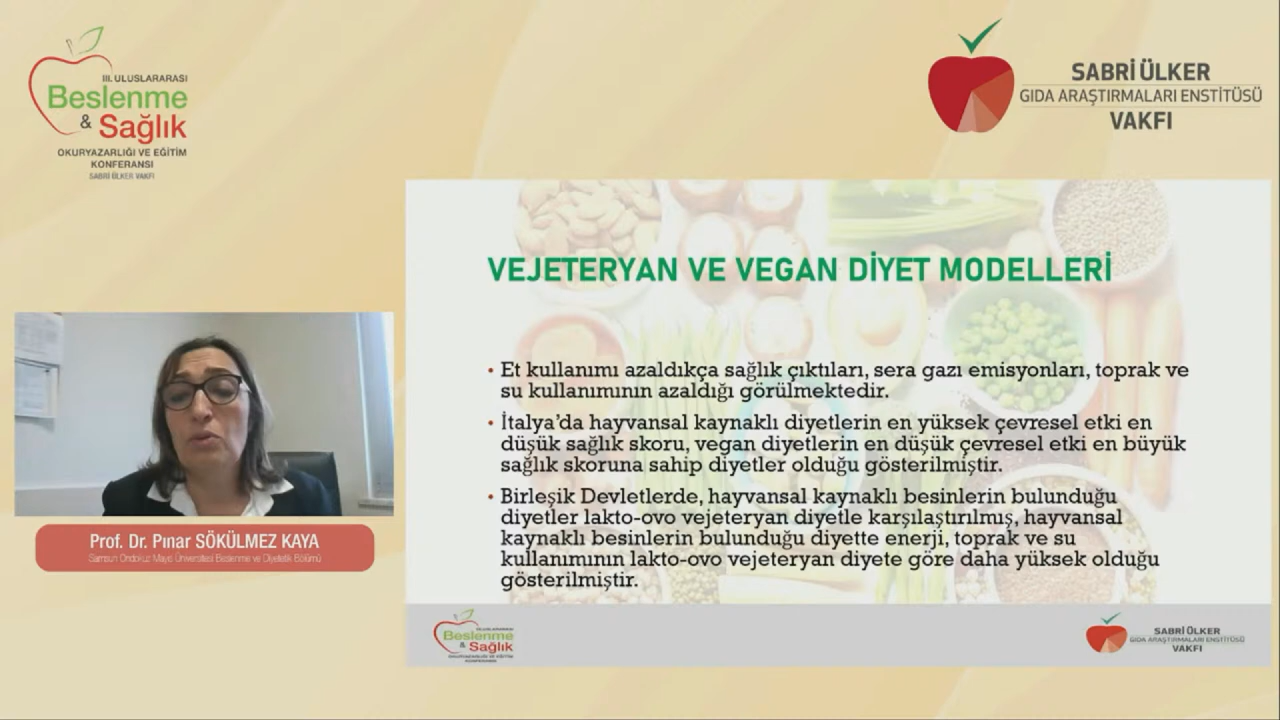 III. ULUSLARARASI
Beslenme
& Sağlık
OKURYAZARLIĞI VE EĞİTİM
KONFERANSI
SABRİ ÜLKER VAKFI
SABRİ ÜLKER
GIDA ARAŞTIRMALARI ENSTİTÜSÜ
VAKFI
VEJETERYAN VE VEGAN DİYET MODELLERİ
• Et kullanımı azaldıkça sağlık çıktıları, sera gazı emisyonları, toprak ve
su kullanımının azaldığı görülmektedir.
• İtalya’da hayvansal kaynaklı diyetlerin en yüksek çevresel etki en
düşük sağlık skoru, vegan diyetlerin en düşük çevresel etki en büyük
sağlık skoruna sahip diyetler olduğu gösterilmiştir.
• Birleşik Devletlerde, hayvansal kaynaklı besinlerin bulunduğu
diyetler lakto-ovo vejeteryan diyetle karşılaştırılmış, hayvansal
kaynaklı besinlerin bulunduğu diyette enerji, toprak ve su
kullanımının lakto-ovo vejeteryan diyete göre daha yüksek olduğu
gösterilmiştir.
Prof. Dr. Pınar SÖKÜLMEZ KAYA
Samsun Ondokuz Mayıs Üniversitesi Beslenme ve Diyetetik Bölümü
ULUSLARARASI
Beslenme
& Sağlık
OKURYAZARLIĞI VE EĞİTİM
KONFERANSI
SABRİ ÜLKER
GIDA ARAŞTIRMALARI ENSTİTÜSÜ
VAKFI